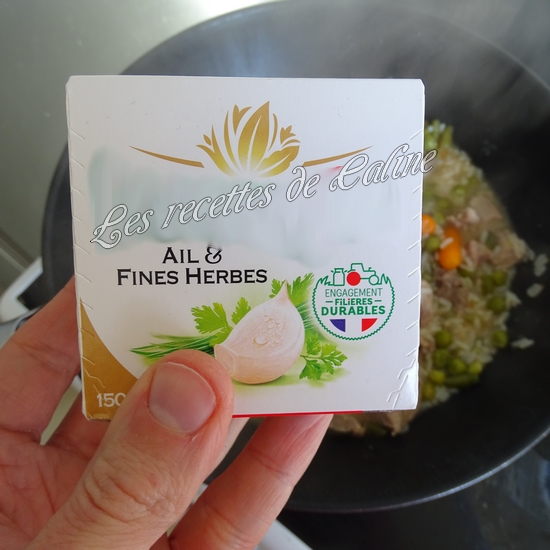 Les recettes de Caline
AIL &
FINES HERBES
ENGAGEMENT
FILIÈRES
DURABLES
150